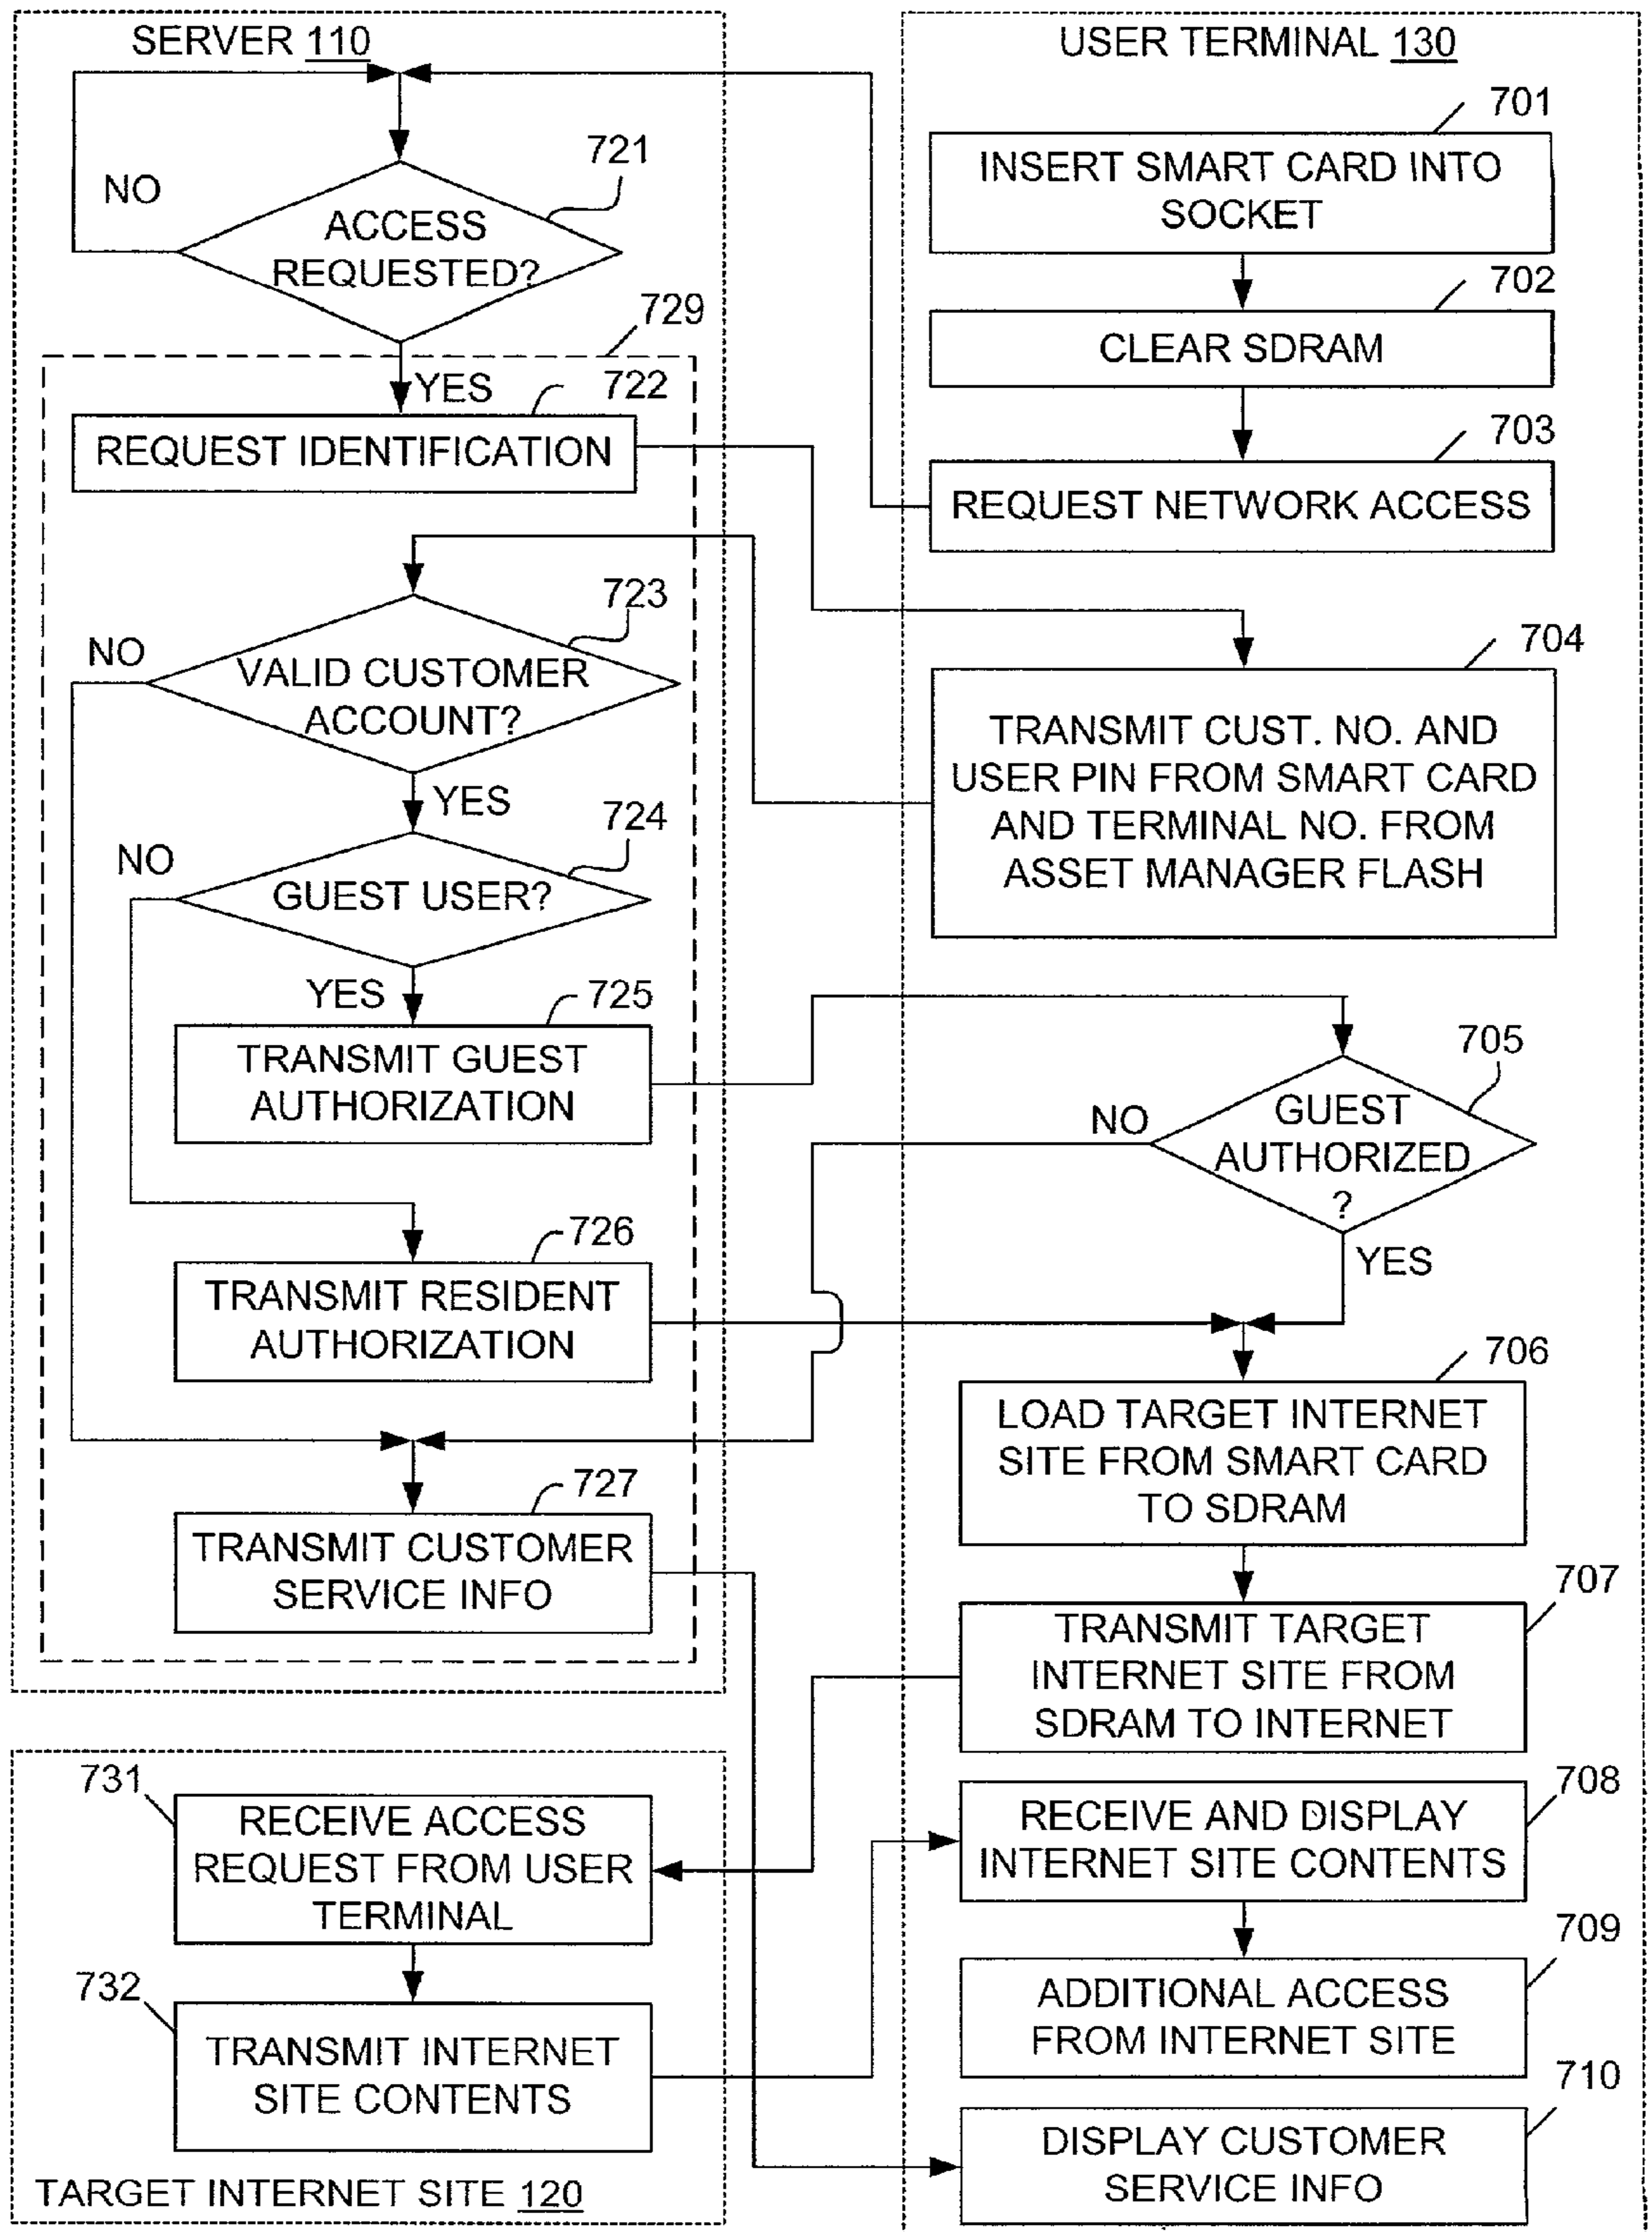 SERVER 110
NO
721
ACCESS
REQUESTED?
729
YES
722
REQUEST IDENTIFICATION
723
NO
VALID CUSTOMER
ACCOUNT?
YES
724
NO
GUEST USER?
YES
725
TRANSMIT GUEST
AUTHORIZATION
726
TRANSMIT RESIDENT
AUTHORIZATION
727
TRANSMIT CUSTOMER
SERVICE INFO
USER TERMINAL 130
701
INSERT SMART CARD INTO
SOCKET
702
CLEAR SDRAM
703
REQUEST NETWORK ACCESS
704
TRANSMIT CUST. NO. AND
USER PIN FROM SMART CARD
AND TERMINAL NO. FROM
ASSET MANAGER FLASH
705
NO
GUEST
AUTHORIZED
?
YES
706
LOAD TARGET INTERNET
SITE FROM SMART CARD
TO SDRAM
707
TRANSMIT TARGET
INTERNET SITE FROM
SDRAM TO INTERNET
708
RECEIVE AND DISPLAY
INTERNET SITE CONTENTS
709
ADDITIONAL ACCESS
FROM INTERNET SITE
710
DISPLAY CUSTOMER
SERVICE INFO
731
RECEIVE ACCESS
REQUEST FROM USER
TERMINAL
732
TRANSMIT INTERNET
SITE CONTENTS
TARGET INTERNET SITE 120